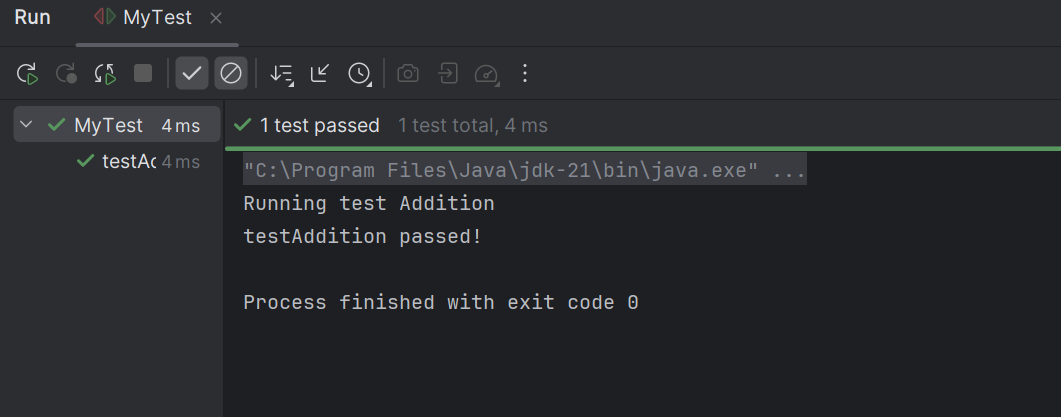 Run MyTest
MyTest 4 ms
1 test passed 1 test total, 4 ms
testAc 4 ms
"C:\Program Files\Java\jdk-21\bin\java.exe" ...
Running test Addition
testAddition passed!
Process finished with exit code 0